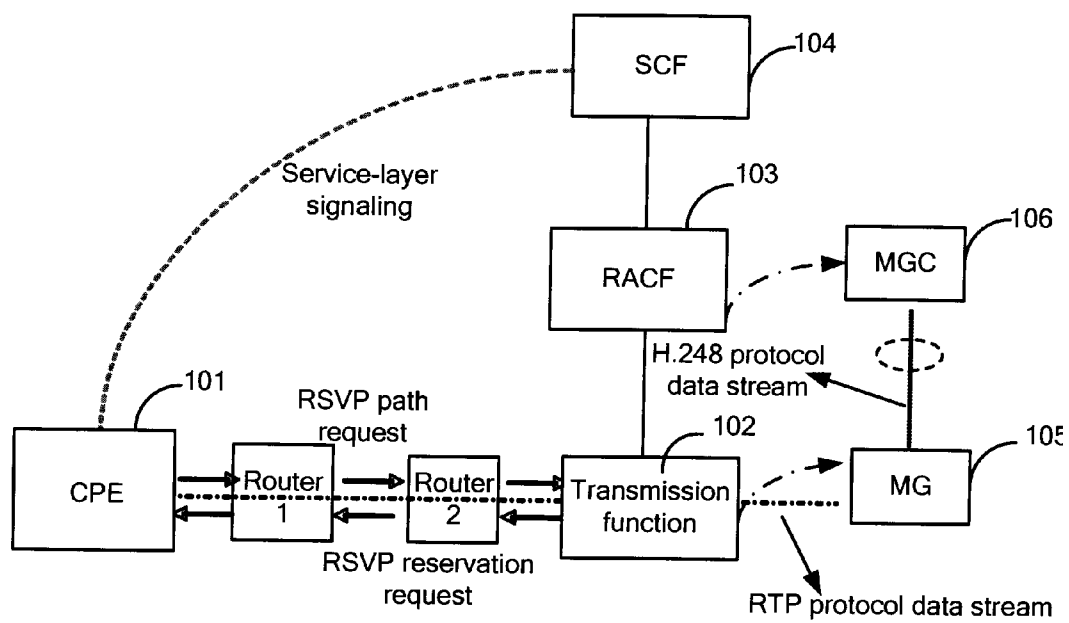 SCF
104
Service-layer
signaling
103
RACF
106
MGC
H.248 protocol
data stream
101
RSVP path
request
102
105
CPE
Router
1
Router
2
Transmission
function
MG
RSVP reservation
request
RTP protocol data stream